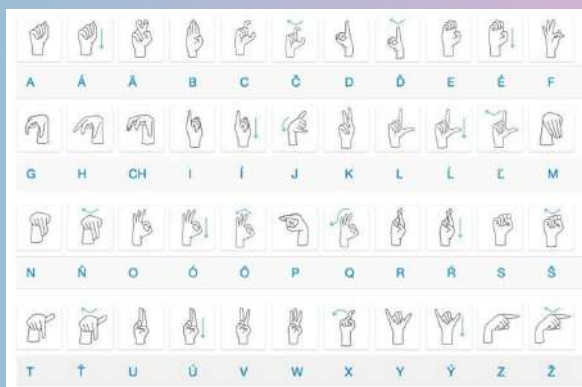 A Á Ä B C Č D Ď E É F
G H CH I Í J K L Ĺ Ľ M
N Ň O Ó Ô P Q R Ŕ S Š
T Ť U Ú V W X Y Ý Z Ž